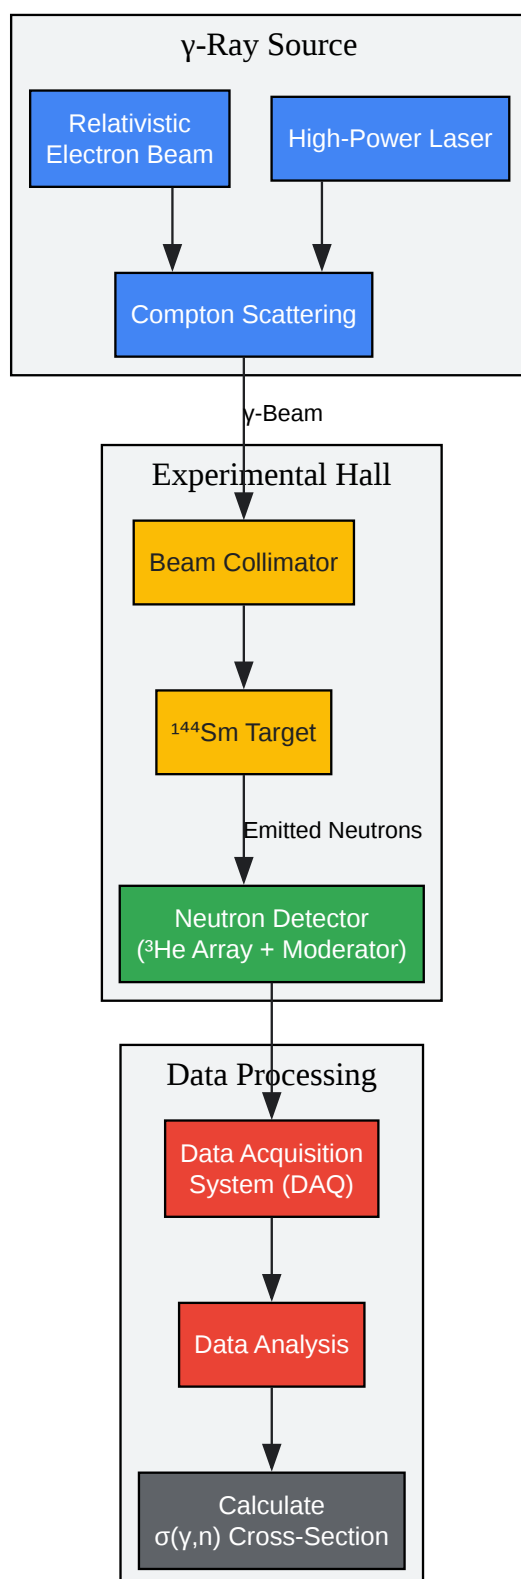 γ-Ray Source
Relativistic
Electron Beam
High-Power Laser
Compton Scattering
γ-Beam
Experimental Hall
Beam Collimator
¹⁴⁴Sm Target
Emitted Neutrons
Neutron Detector
(³He Array + Moderator)
Data Processing
Data Acquisition
System (DAQ)
Data Analysis
Calculate
σ(γ,n) Cross-Section